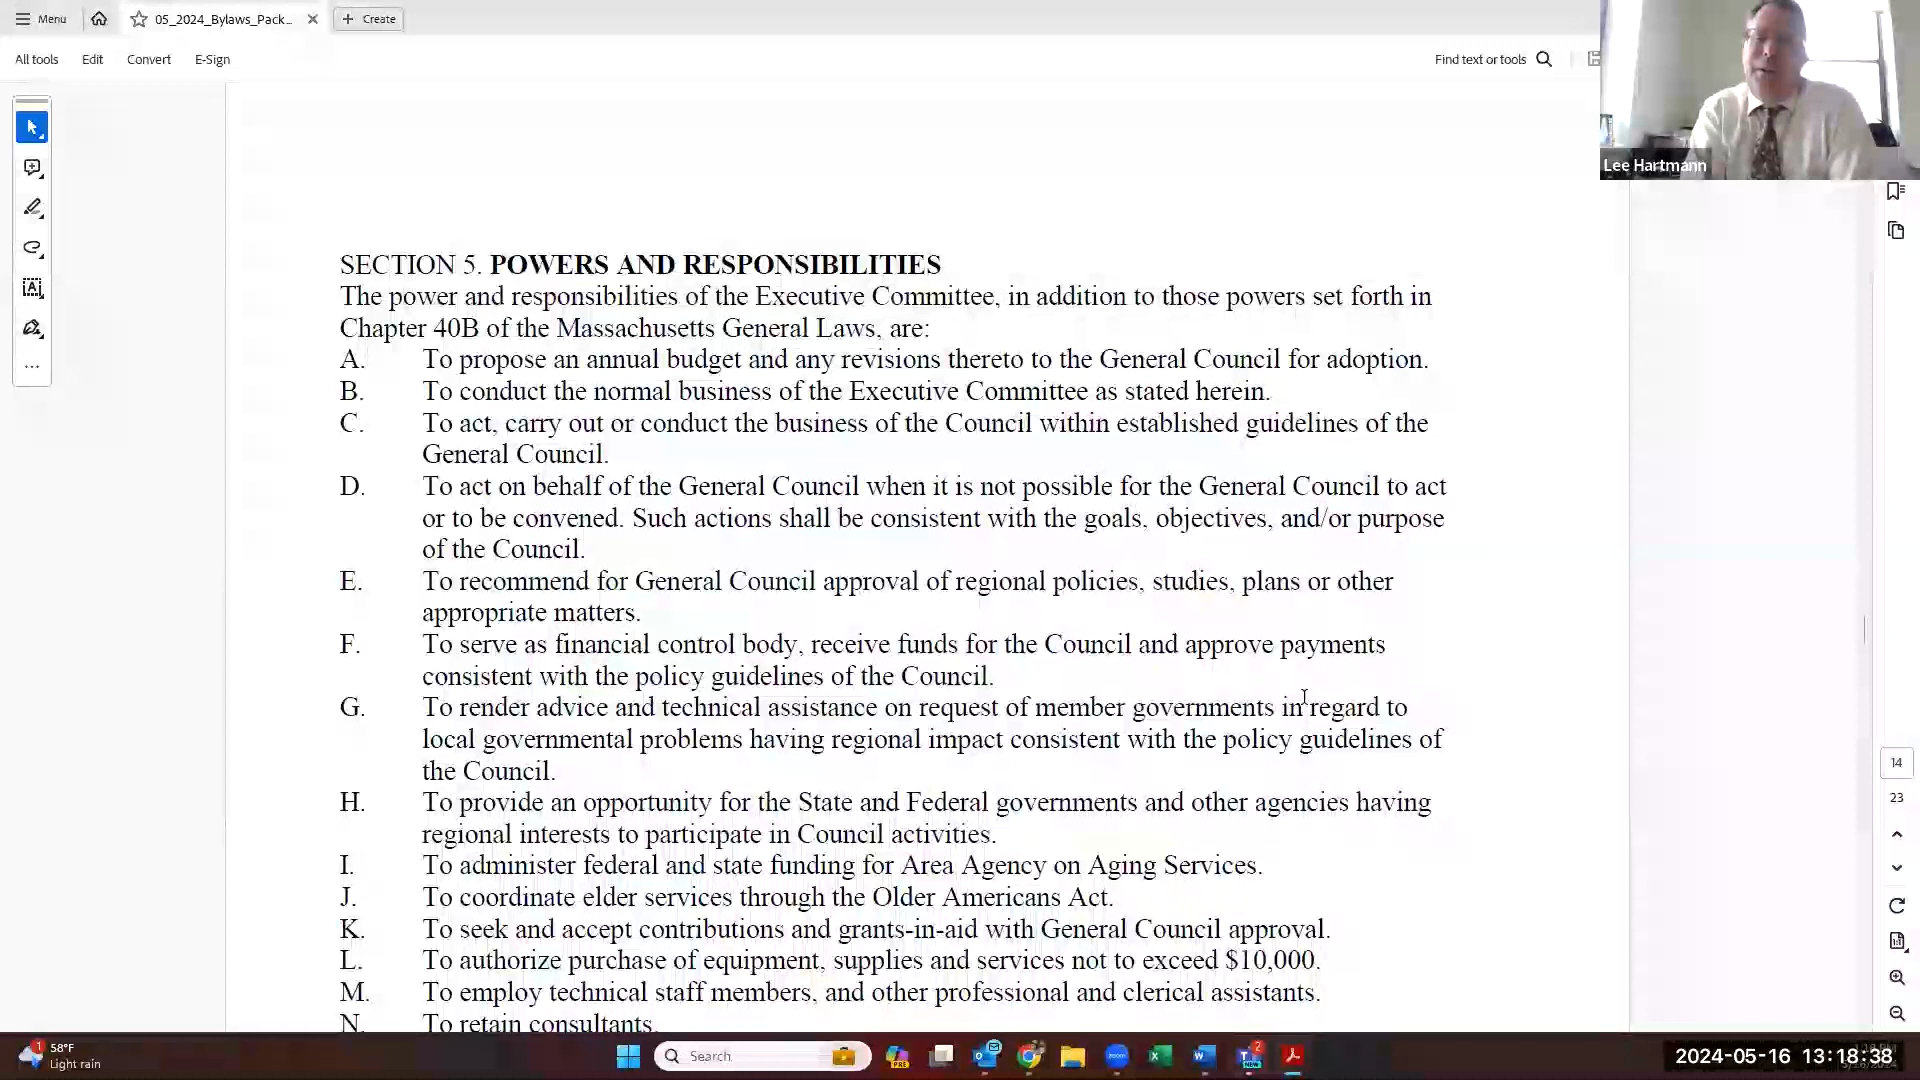 Menu
05_2024_Bylaws_Pack...
Create
All tools
Edit
Convert
E-Sign
Find text or tools
Lee Hartmann
SECTION 5. POWERS AND RESPONSIBILITIES
The power and responsibilities of the Executive Committee, in addition to those powers set forth in
Chapter 40B of the Massachusetts General Laws, are:
A. To propose an annual budget and any revisions thereto to the General Council for adoption.
B. To conduct the normal business of the Executive Committee as stated herein.
C. To act, carry out or conduct the business of the Council within established guidelines of the
General Council.
D. To act on behalf of the General Council when it is not possible for the General Council to act
or to be convened. Such actions shall be consistent with the goals, objectives, and/or purpose
of the Council.
E. To recommend for General Council approval of regional policies, studies, plans or other
appropriate matters.
F. To serve as financial control body, receive funds for the Council and approve payments
consistent with the policy guidelines of the Council.
G. To render advice and technical assistance on request of member governments in regard to
local governmental problems having regional impact consistent with the policy guidelines of
the Council.
H. To provide an opportunity for the State and Federal governments and other agencies having
regional interests to participate in Council activities.
I. To administer federal and state funding for Area Agency on Aging Services.
J. To coordinate elder services through the Older Americans Act.
K. To seek and accept contributions and grants-in-aid with General Council approval.
L. To authorize purchase of equipment, supplies and services not to exceed $10,000.
M. To employ technical staff members, and other professional and clerical assistants.
N. To retain consultants.
14
23
1
58°F
Light rain
Search
PRE
zoom
2
NEW
2024-05-16 13:18:38